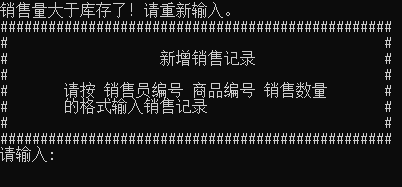 销售量大于库存了! 请重新输入。
################################################
#                                              #
#                   新增销售记录                #
#                                              #
#       请按 销售员编号 商品编号 销售数量       #
#       的格式输入销售记录                      #
#                                              #
################################################
请输入: